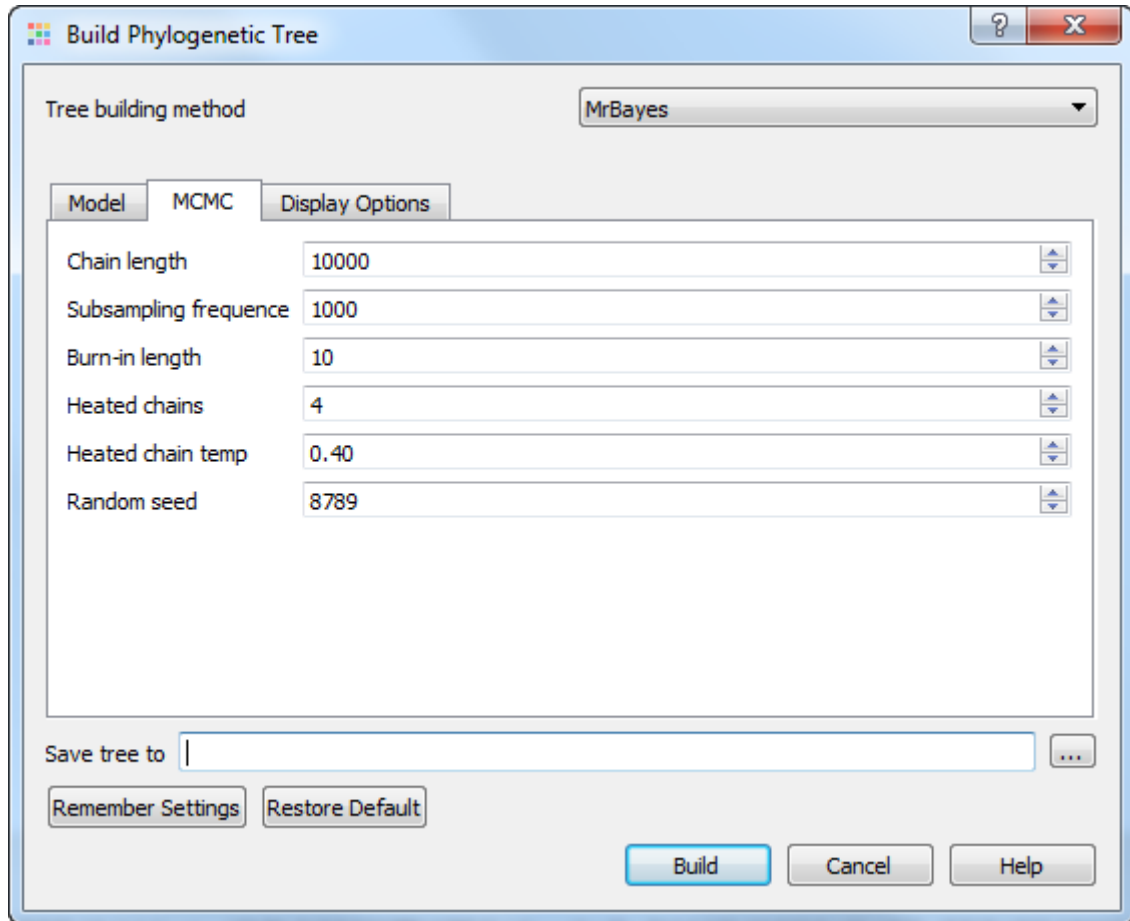 Build Phylogenetic Tree
Tree building method MrBayes
Model MCMC Display Options
Chain length 10000
Subsampling frequence 1000
Burn-in length 10
Heated chains 4
Heated chain temp 0.40
Random seed 8789
Save tree to ...
Remember Settings Restore Default
Build Cancel Help